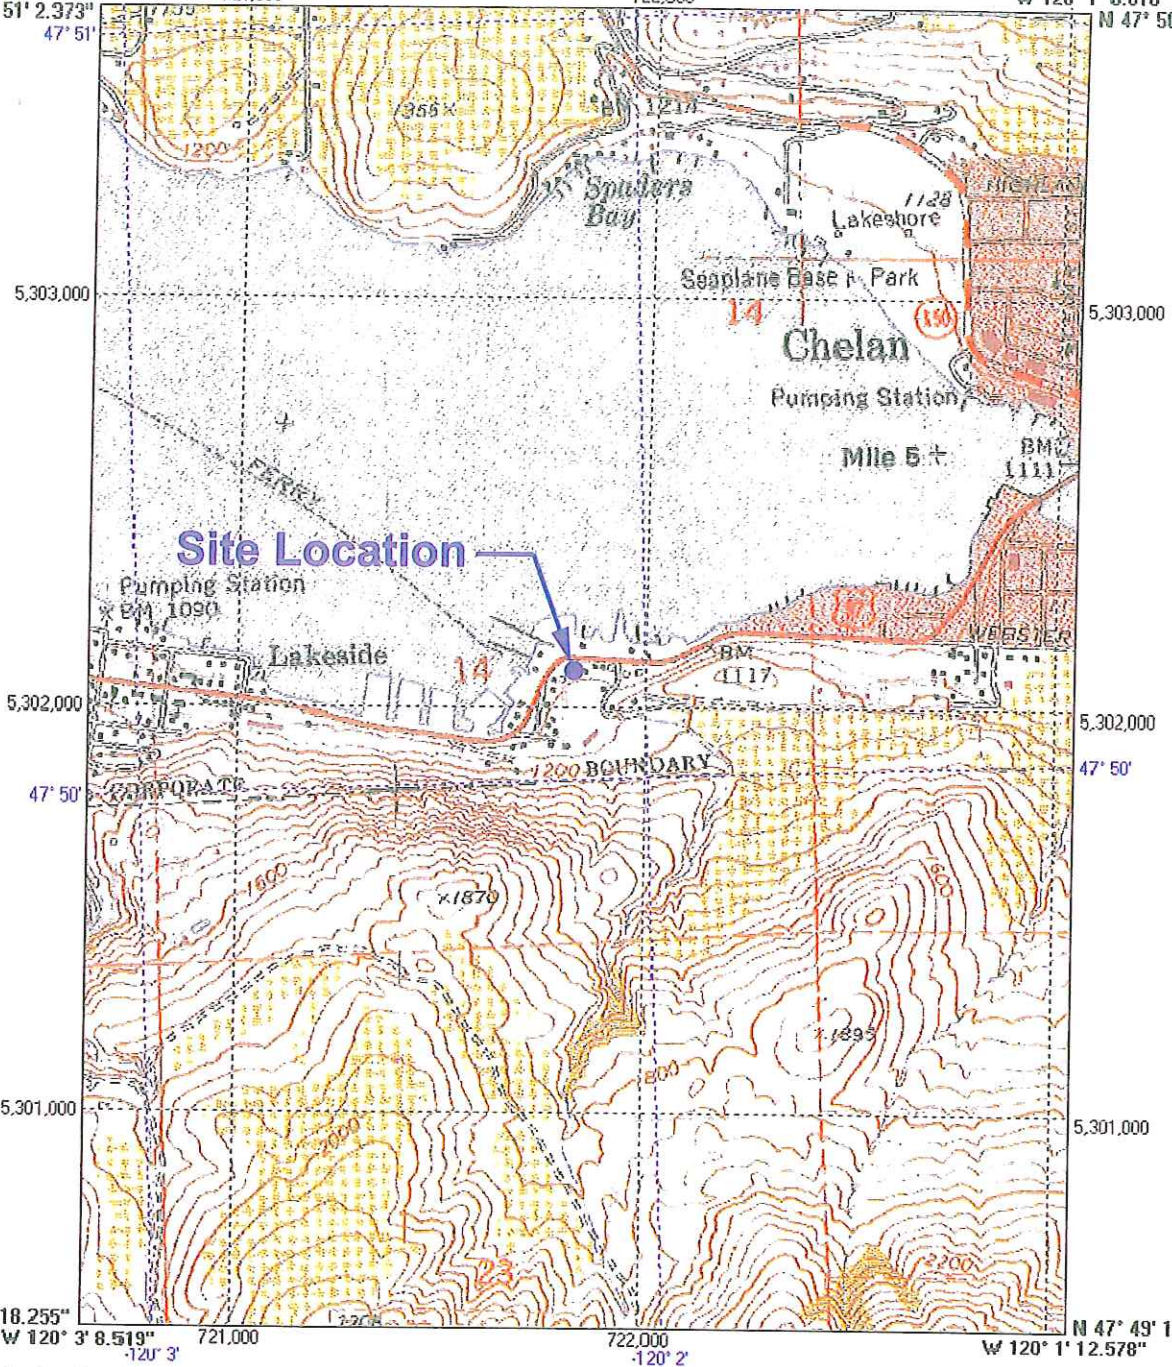 51' 2.373"
N 47° 50
47° 51'
355×
BM 1214
1200
Spaders
Bay
HIGHLAN
1128
Lakeshore
Seaplane Base
Park
5,303,000
14
150
5,303,000
Chelan
Pumping Station
Mile 5 +
BM
1111
FERRY
Site Location
Pumping Station
× BM 1090
WEBSTER
Lakeside
14
BM
1117
5,302,000
5,302,000
1200
BOUNDARY
47° 50'
CORPORATE
47° 50'
1600
×1870
1600
1895
800
5,301,000
5,301,000
2000
23
2200
18.255"
W 120° 3' 8.519"
721,000
722,000
N 47° 49' 1
W 120° 1' 12.578"
-120° 3'
-120° 2'